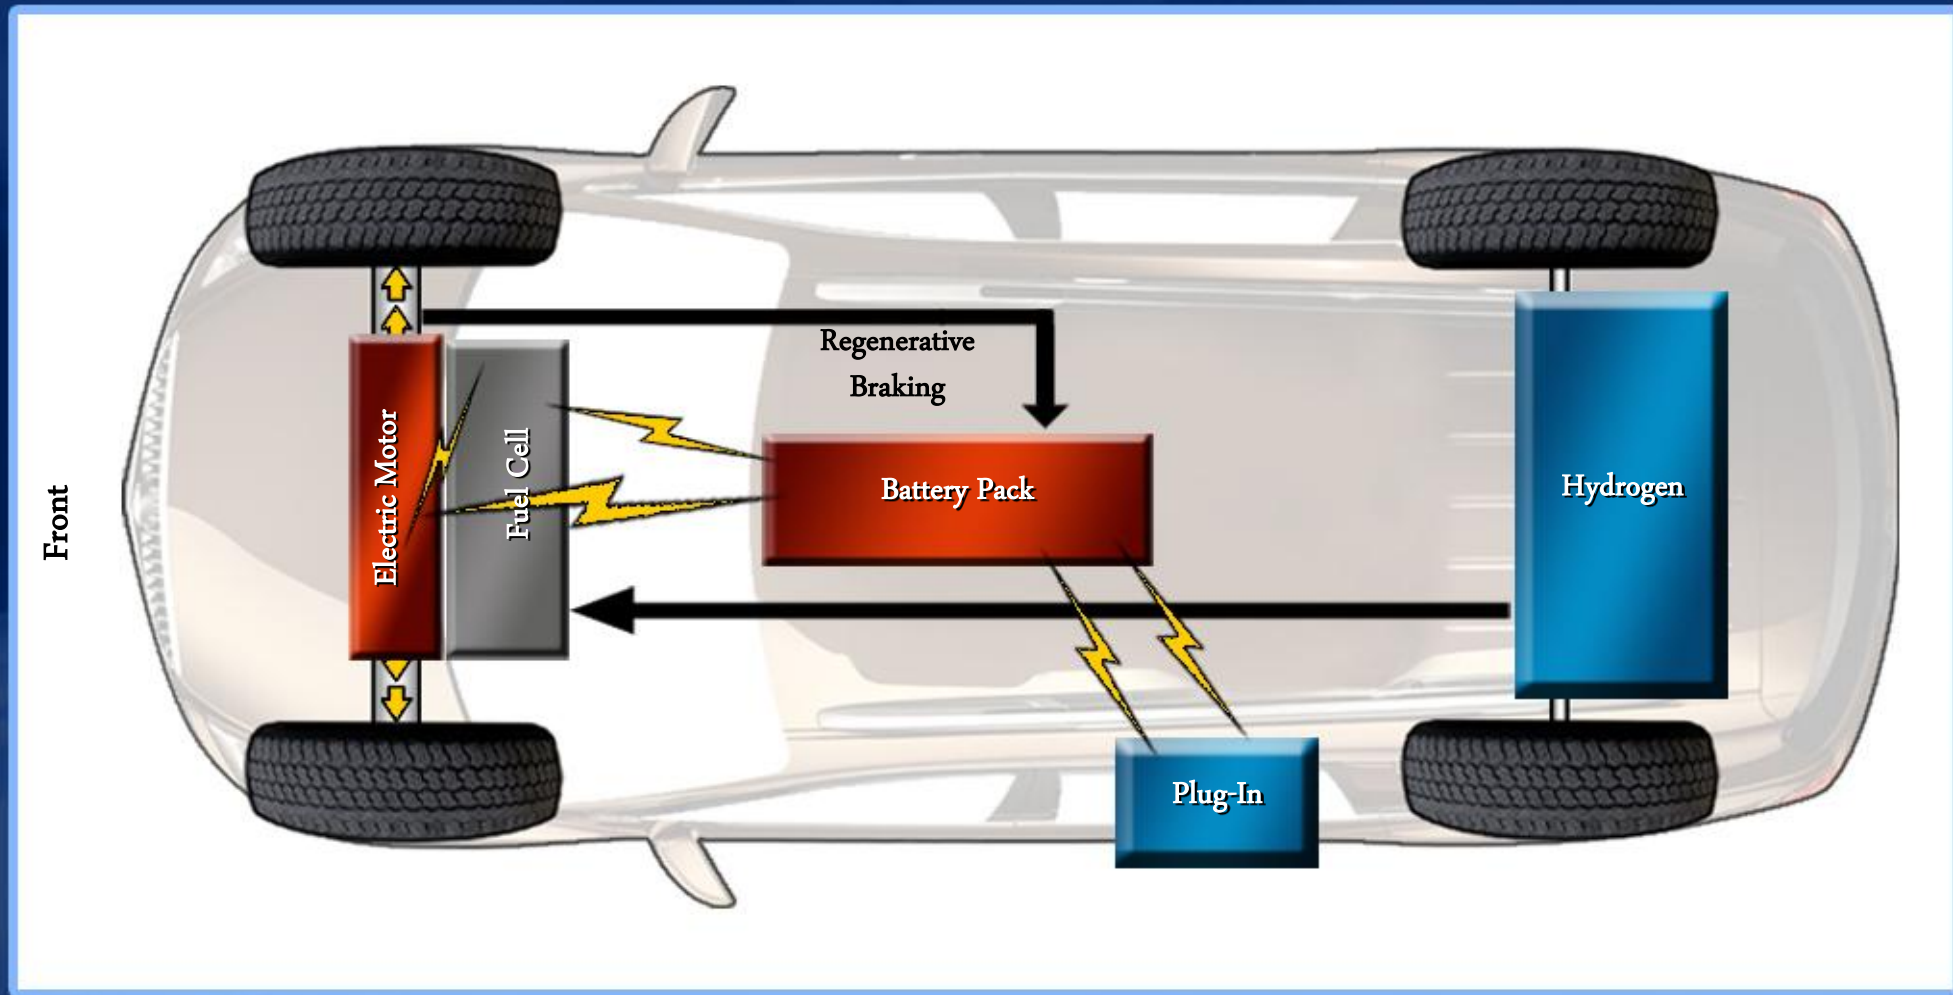 Front
Electric Motor
Fuel Cell
Regenerative
Braking
Battery Pack
Hydrogen
Plug-In